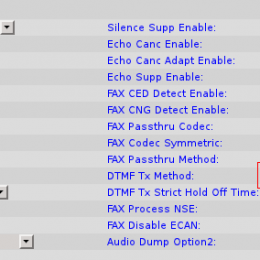 Silence Supp Enable:
Echo Canc Enable:
Echo Canc Adapt Enable:
Echo Supp Enable:
FAX CED Detect Enable:
FAX CNG Detect Enable:
FAX Passthru Codec:
FAX Codec Symmetric:
FAX Passthru Method:
DTMF Tx Method:
DTMF Tx Strict Hold Off Time:
FAX Process NSE:
FAX Disable ECAN:
Audio Dump Option2: